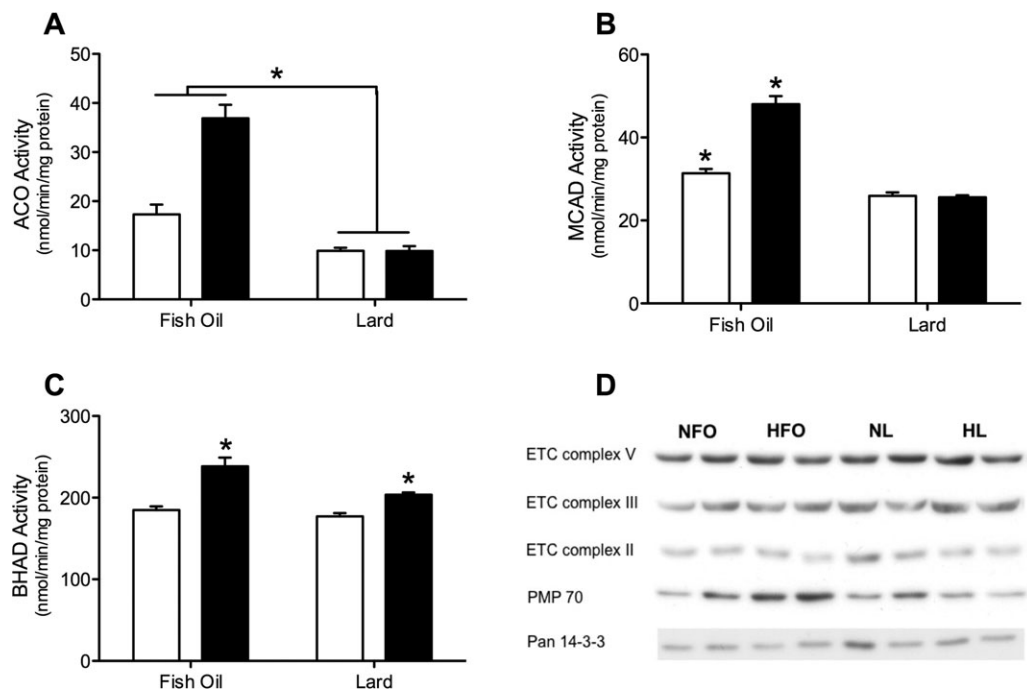 A
ACO Activity
(nmol/min/mg protein)
50
40
30
20
10
0
*
Fish Oil
Lard
B
MCAD Activity
(nmol/min/mg protein)
60
40
20
0
*
*
Fish Oil
Lard
C
BHAD Activity
(nmol/min/mg protein)
300
200
100
0
*
*
Fish Oil
Lard
D
NFO HFO NL HL
ETC complex V
ETC complex III
ETC complex II
PMP 70
Pan 14-3-3